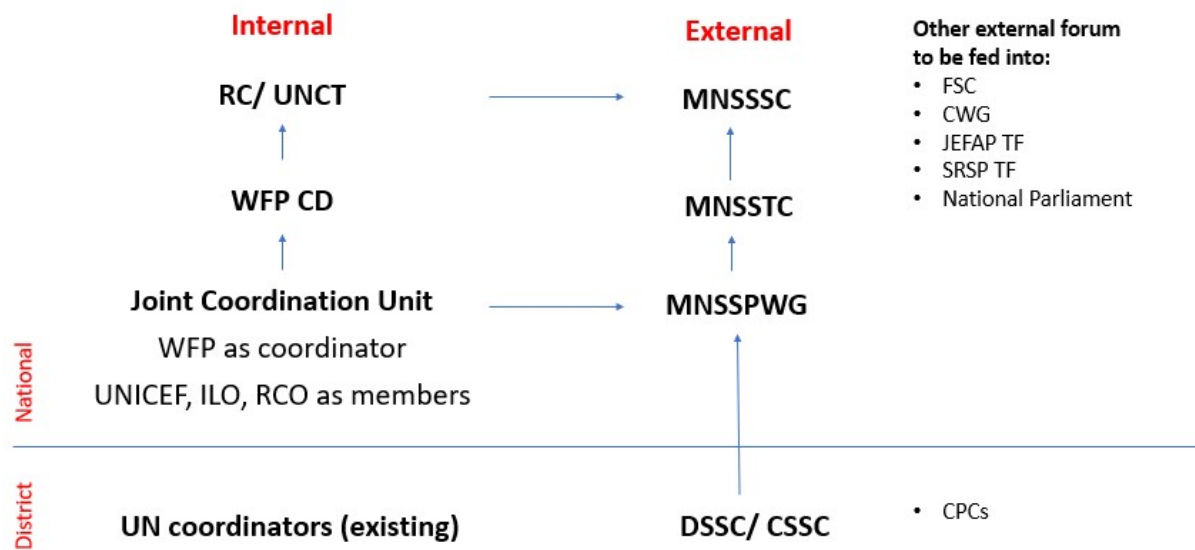 Internal
External
Other external forum
to be fed into:
• FSC
• CWG
• JEFAP TF
• SRSP TF
• National Parliament
RC/ UNCT
MNSSSC
WFP CD
MNSSTC
Joint Coordination Unit
MNSSPWG
WFP as coordinator
UNICEF, ILO, RCO as members
National
District
UN coordinators (existing)
DSSC/ CSSC
• CPCs